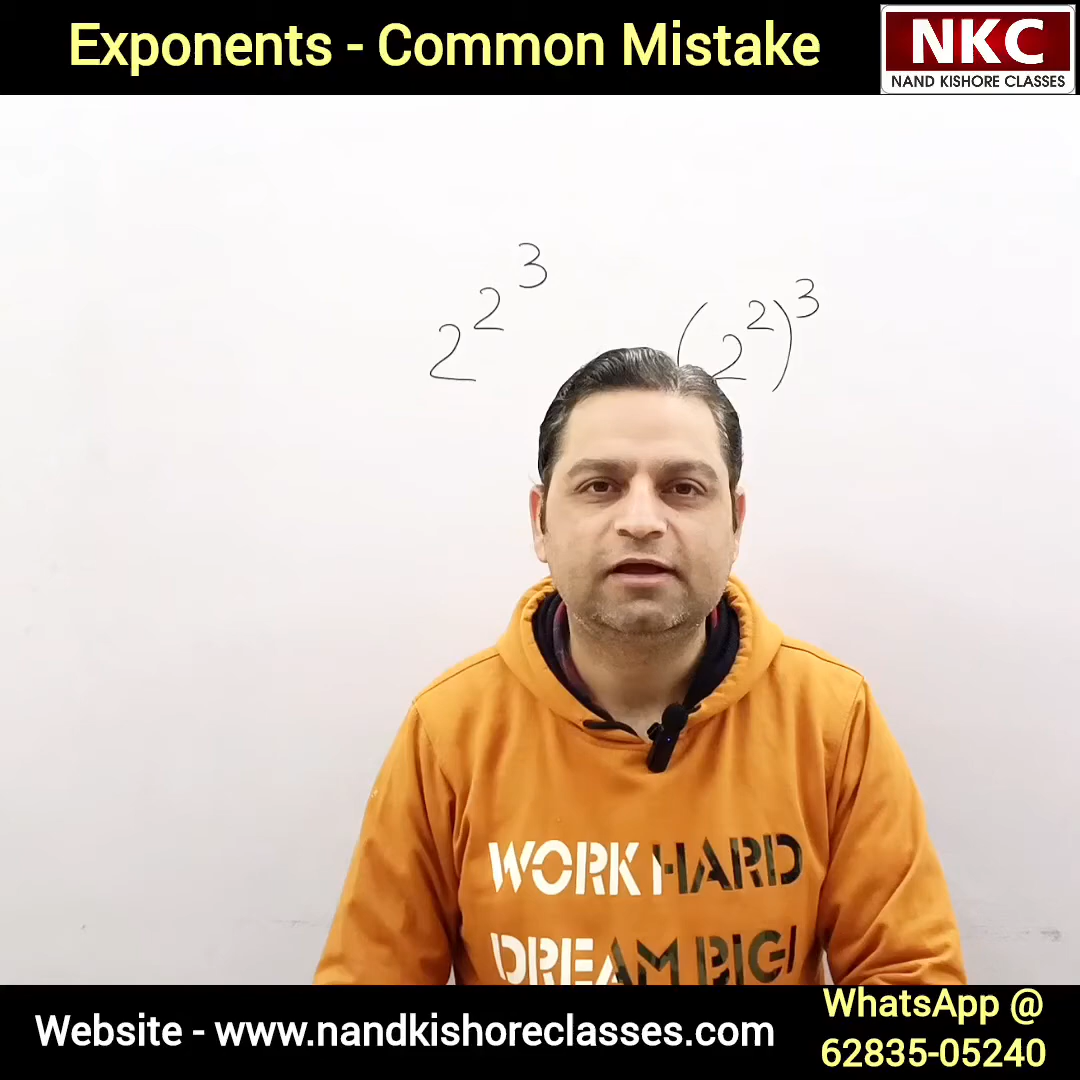 Exponents - Common Mistake
NKC
NAND KISHORE CLASSES
2^2^3
(2^2)^3
WORK HARD
DREAM BIG
Website - www.nandkishoreclasses.com
WhatsApp @
62835-05240